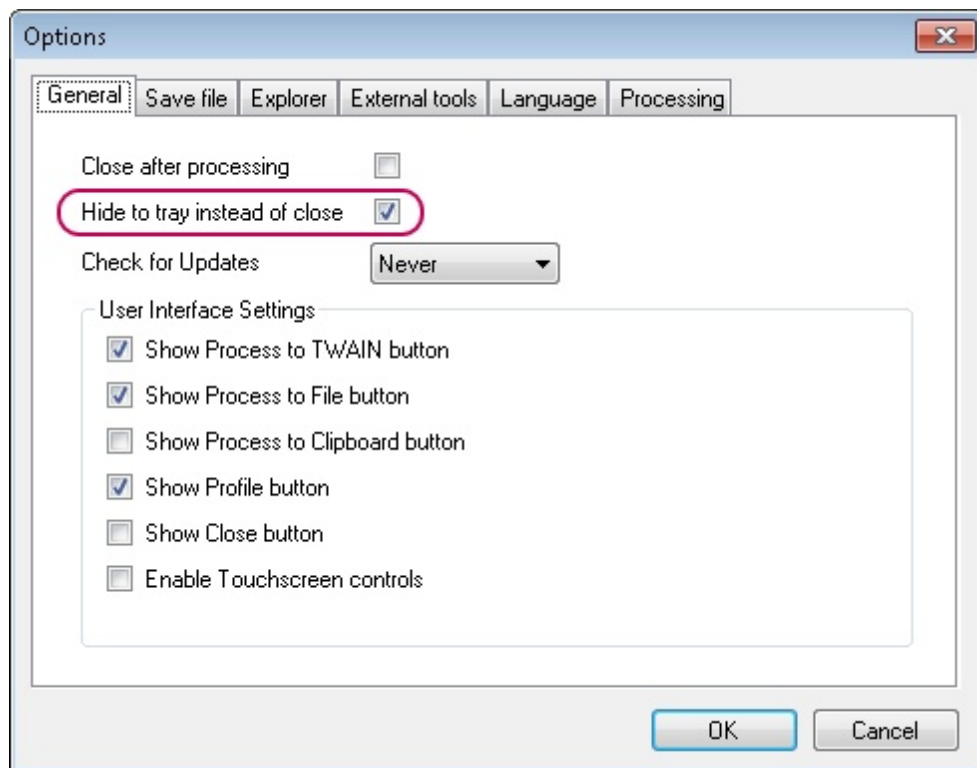 Options
General Save file Explorer External tools Language Processing
Close after processing
Hide to tray instead of close
Check for Updates Never
User Interface Settings
Show Process to TWAIN button
Show Process to File button
Show Process to Clipboard button
Show Profile button
Show Close button
Enable Touchscreen controls
OK Cancel